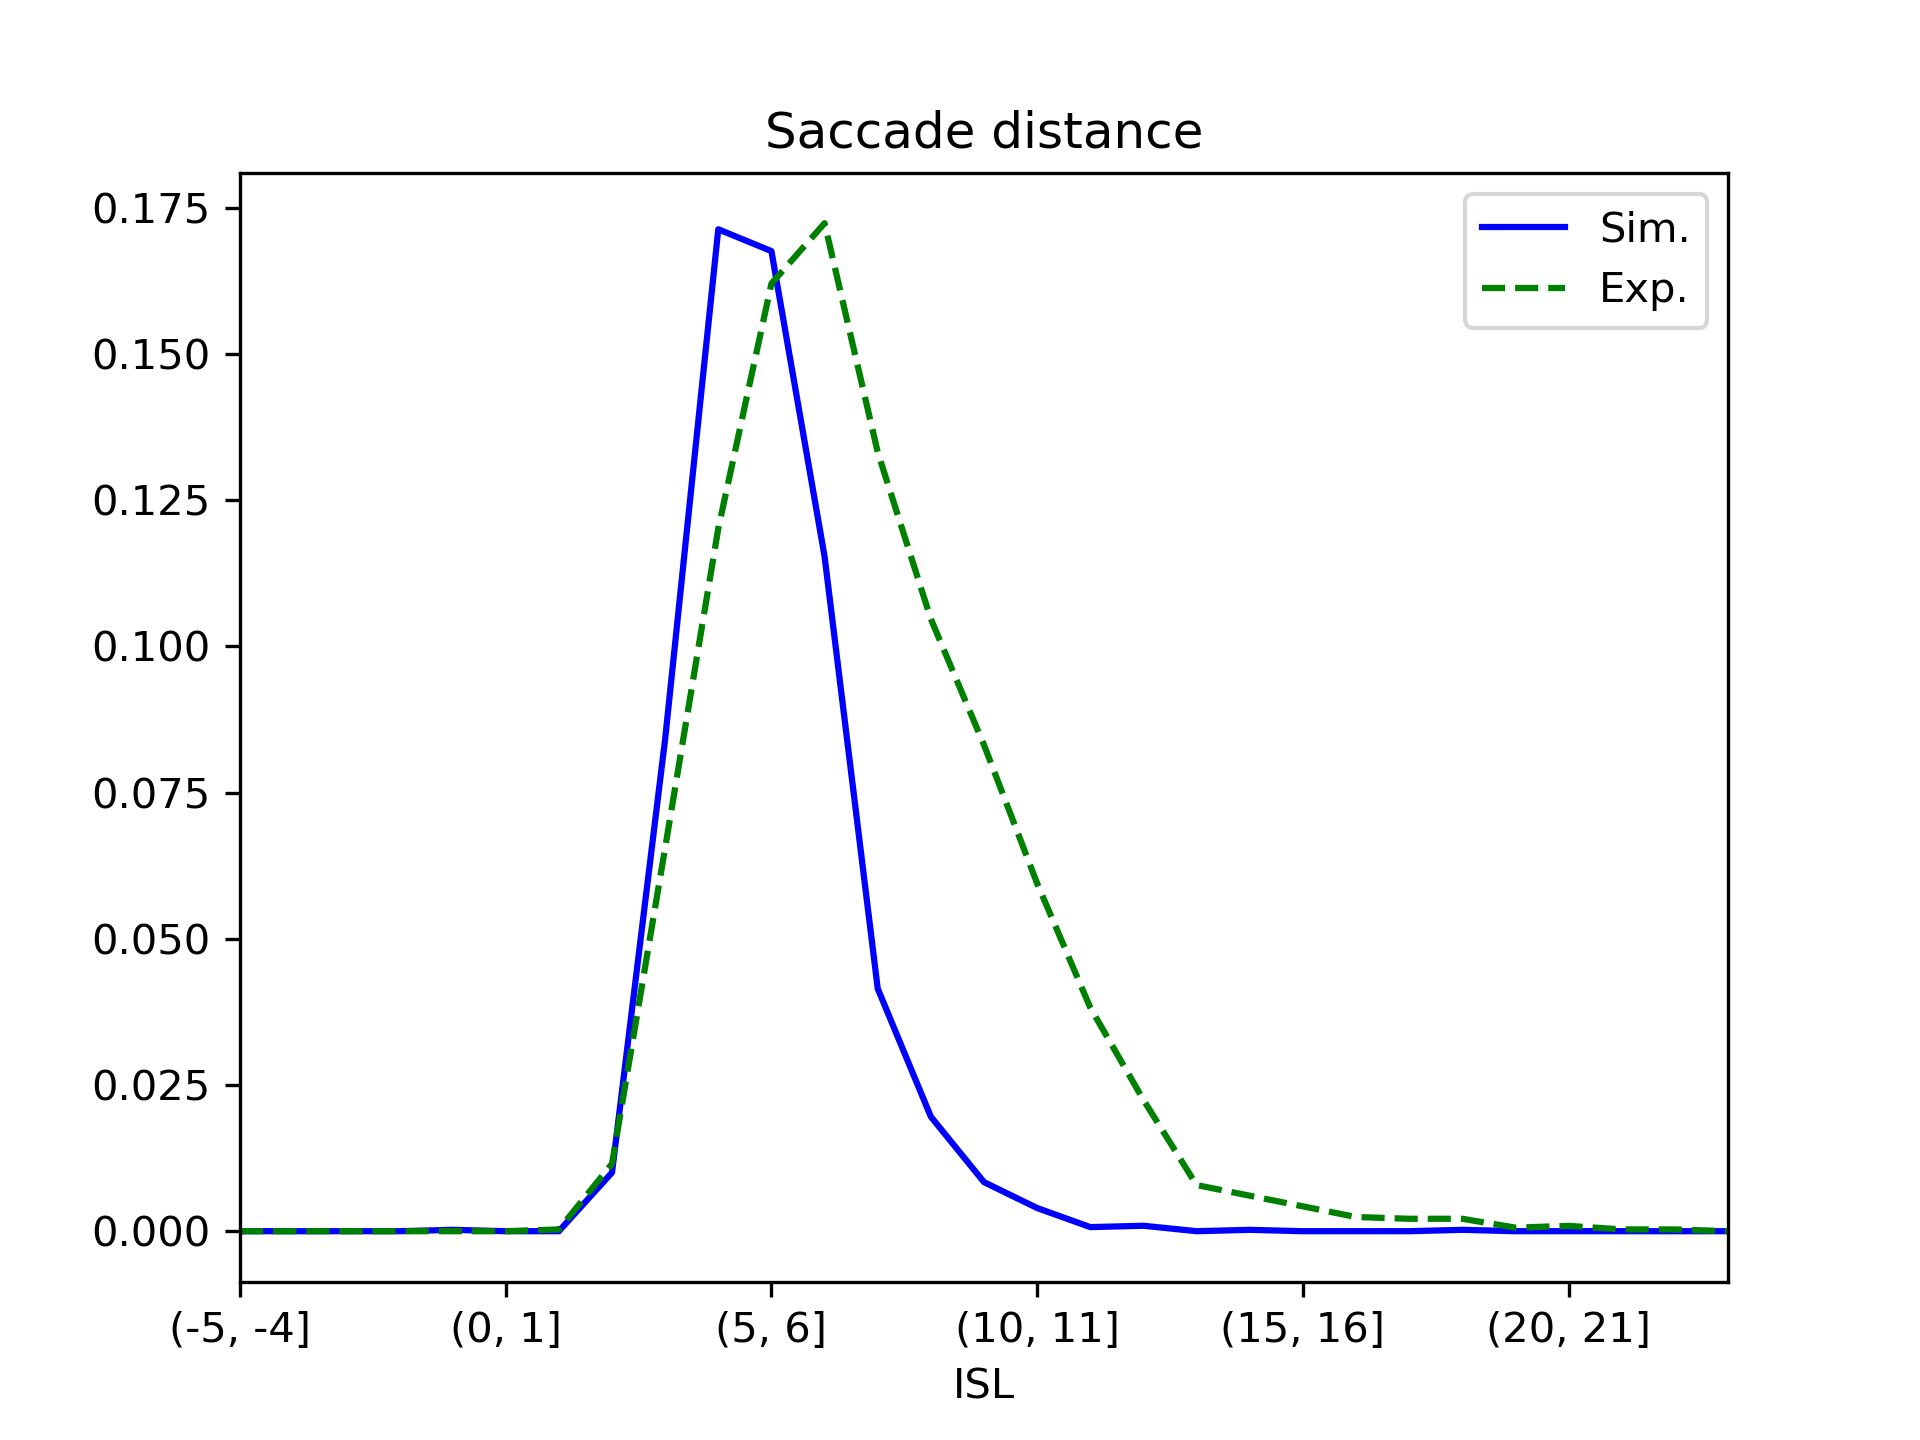 Saccade distance
0.175
0.150
0.125
0.100
0.075
0.050
0.025
0.000
Sim.
Exp.
(-5, -4] (0, 1] (5, 6] (10, 11] (15, 16] (20, 21]
ISL